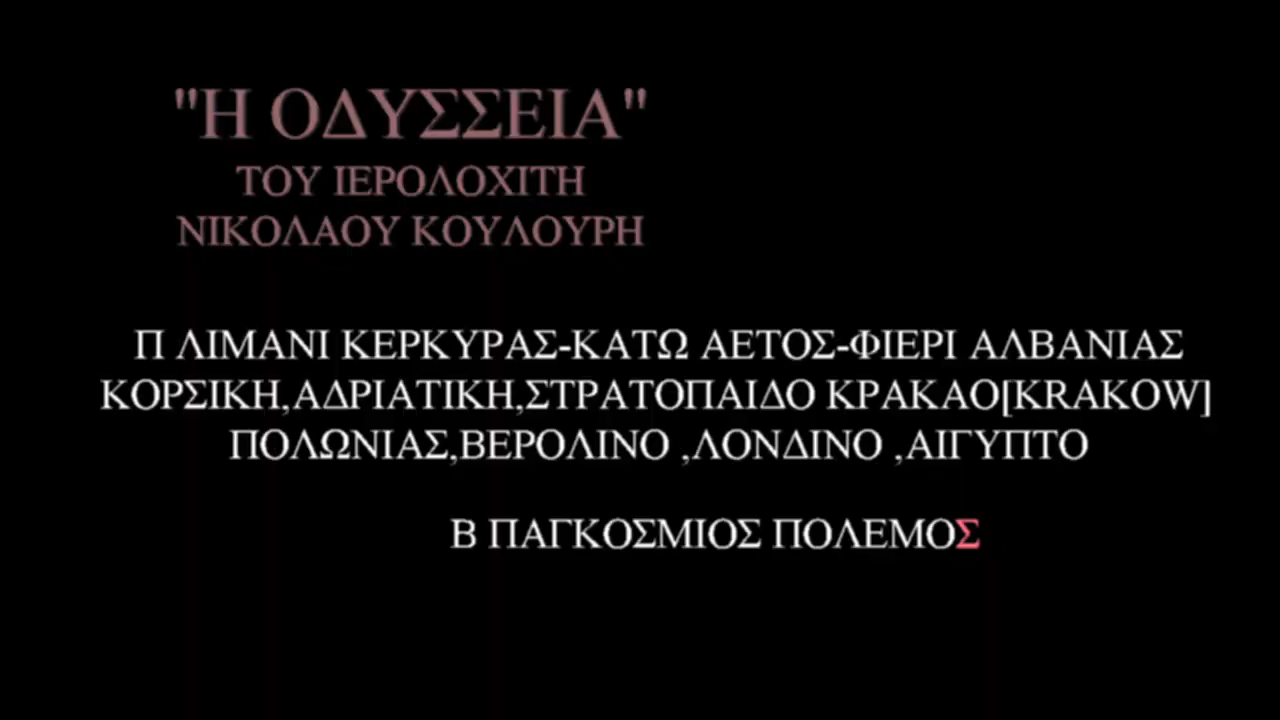 "Η ΟΔΥΣΣΕΙΑ"
ΤΟΥ ΙΕΡΟΛΟΧΙΤΗ
ΝΙΚΟΛΑΟΥ ΚΟΥΛΟΥΡΗ
Π ΛΙΜΑΝΙ ΚΕΡΚΥΡΑΣ-ΚΑΤΩ ΑΕΤΟΣ-ΦΙΕΡΙ ΑΛΒΑΝΙΑΣ
ΚΟΡΣΙΚΗ,ΑΔΡΙΑΤΙΚΗ,ΣΤΡΑΤΟΠΑΙΔΟ ΚΡΑΚΑΟ[KRAKOW]
ΠΟΛΩΝΙΑΣ,ΒΕΡΟΛΙΝΟ ,ΛΟΝΔΙΝΟ ,ΑΙΓΥΠΤΟ
Β ΠΑΓΚΟΣΜΙΟΣ ΠΟΛΕΜΟΣ